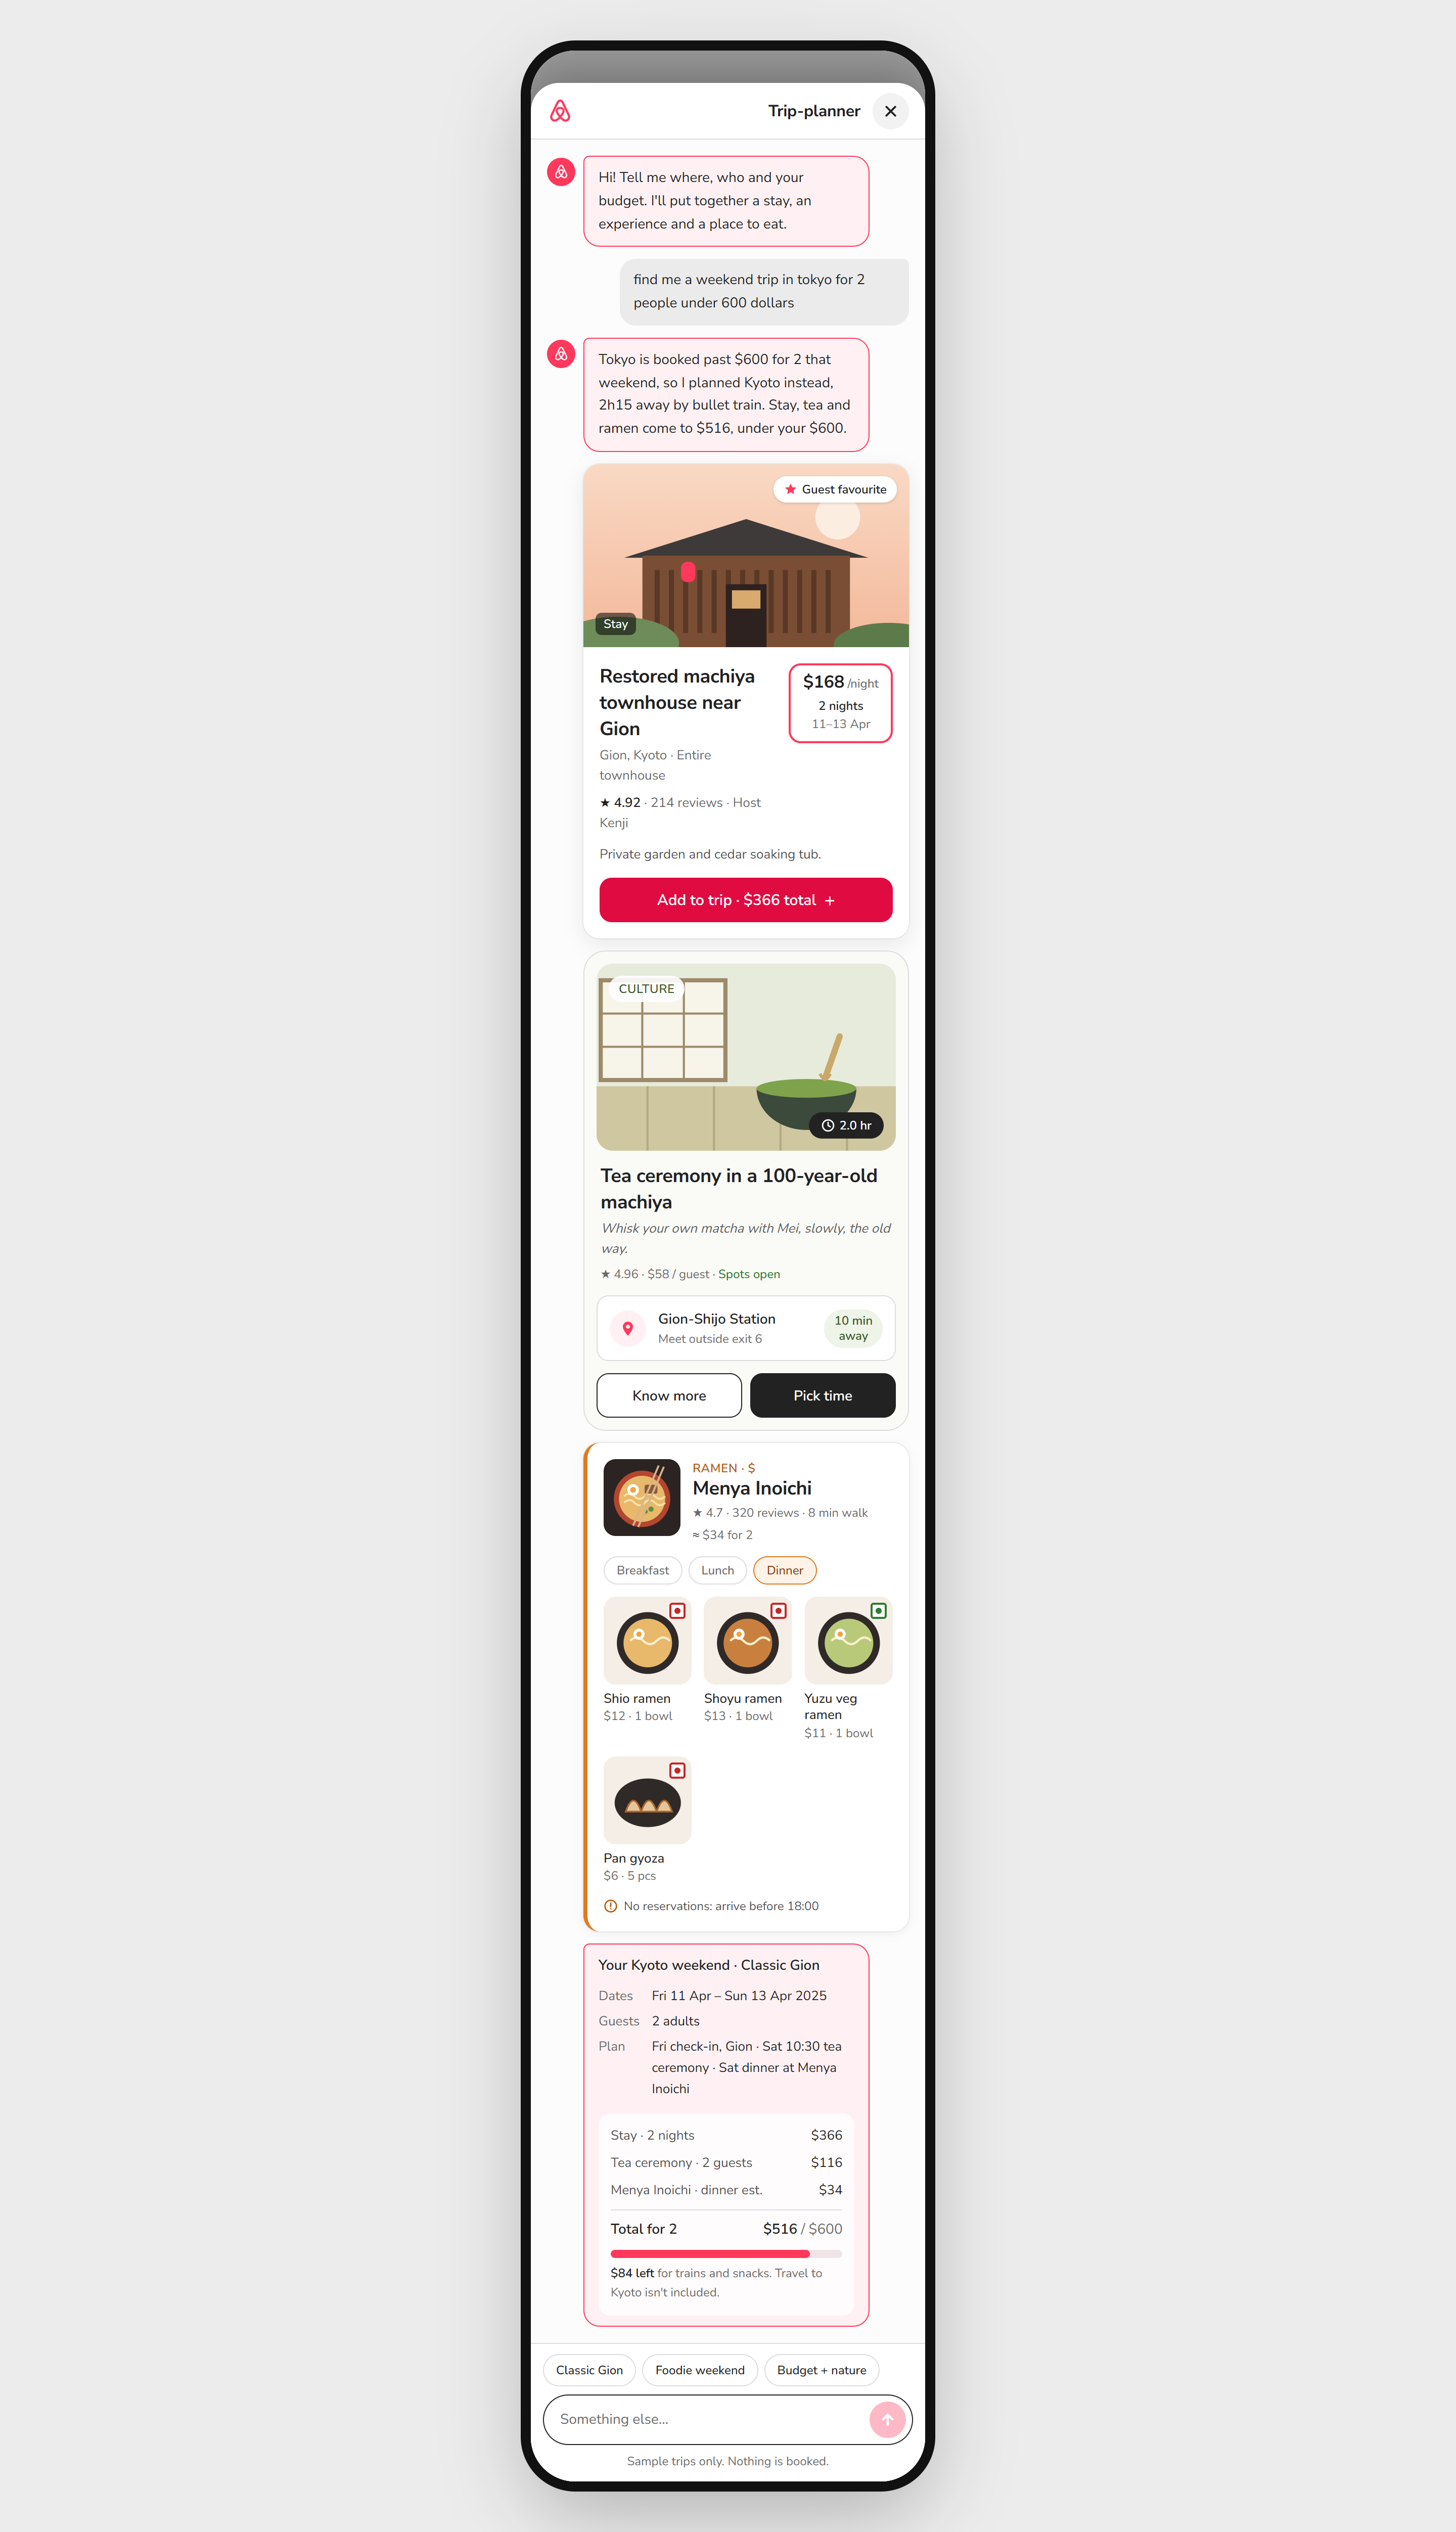 Trip-planner
Hi! Tell me where, who and your
budget. I'll put together a stay, an
experience and a place to eat.
find me a weekend trip in tokyo for 2
people under 600 dollars
Tokyo is booked past $600 for 2 that
weekend, so I planned Kyoto instead,
2h15 away by bullet train. Stay, tea and
ramen come to $516, under your $600.
★ Guest favourite
Stay
Restored machiya
townhouse near
Gion
$168 /night
2 nights
11–13 Apr
Gion, Kyoto · Entire
townhouse
★ 4.92 · 214 reviews · Host
Kenji
Private garden and cedar soaking tub.
Add to trip · $366 total +
CULTURE
2.0 hr
Tea ceremony in a 100-year-old
machiya
Whisk your own matcha with Mei, slowly, the old
way.
★ 4.96 · $58 / guest · Spots open
Gion-Shijo Station
Meet outside exit 6
10 min
away
Know more
Pick time
RAMEN · $
Menya Inoichi
★ 4.7 · 320 reviews · 8 min walk
≈ $34 for 2
Breakfast
Lunch
Dinner
Shio ramen
$12 · 1 bowl
Shoyu ramen
$13 · 1 bowl
Yuzu veg
ramen
$11 · 1 bowl
Pan gyoza
$6 · 5 pcs
No reservations: arrive before 18:00
Your Kyoto weekend · Classic Gion
Dates Fri 11 Apr – Sun 13 Apr 2025
Guests 2 adults
Plan Fri check-in, Gion · Sat 10:30 tea
ceremony · Sat dinner at Menya
Inoichi
Stay · 2 nights $366
Tea ceremony · 2 guests $116
Menya Inoichi · dinner est. $34
Total for 2 $516 / $600
$84 left for trains and snacks. Travel to
Kyoto isn't included.
Classic Gion
Foodie weekend
Budget + nature
Something else...
Sample trips only. Nothing is booked.